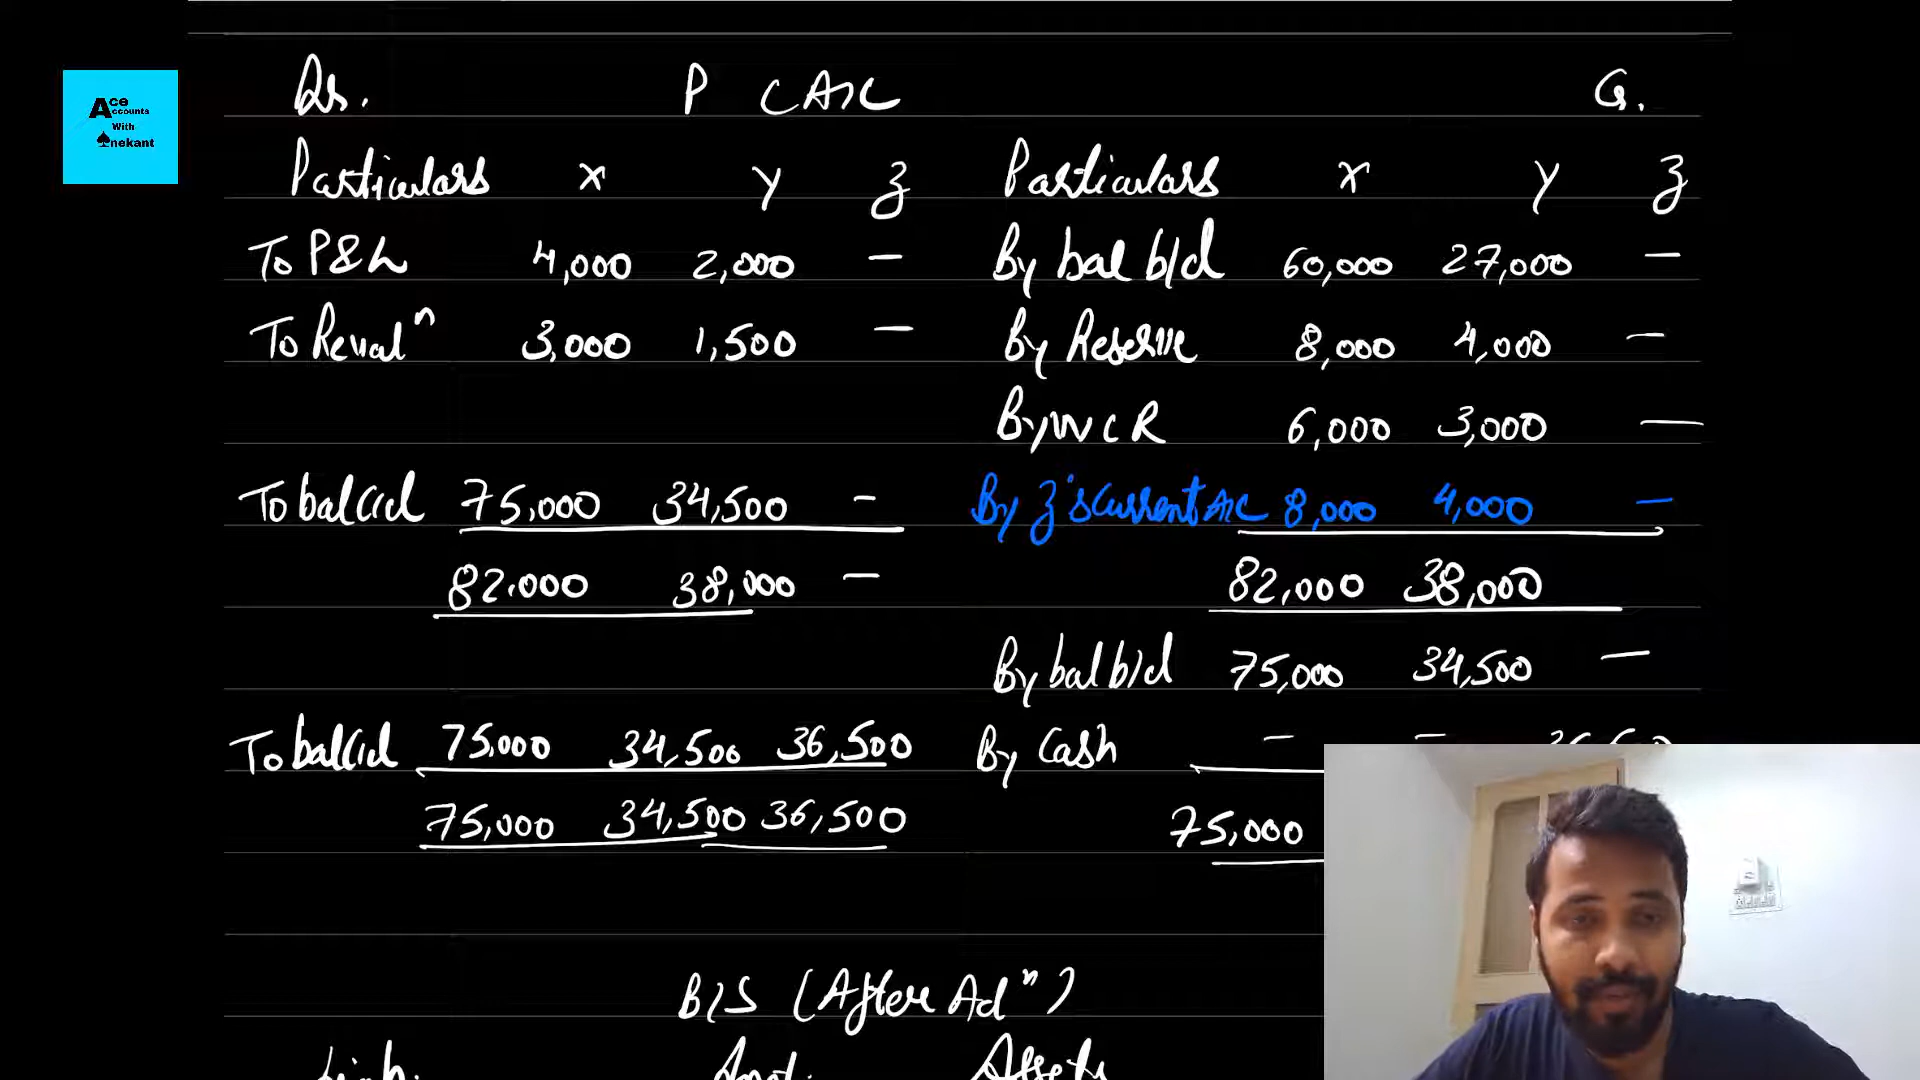 Ace
Accounts
With
Anekant
Dr. P C A/C Cr.
Particulars X Y Z Particulars X Y Z
To P&L 4,000 2,000 — By bal b/d 60,000 27,000 —
To Revalⁿ 3,000 1,500 — By Reserve 8,000 4,000 —
By WCR 6,000 3,000 —
To bal c/d 75,000 34,500 — By Z's Current A/c 8,000 4,000 —
82,000 38,000 — 82,000 38,000
By bal b/d 75,000 34,500 —
To bal c/d 75,000 34,500 36,500 By Cash —
75,000 34,500 36,500 75,000
B/S (After Adⁿ)
Assets